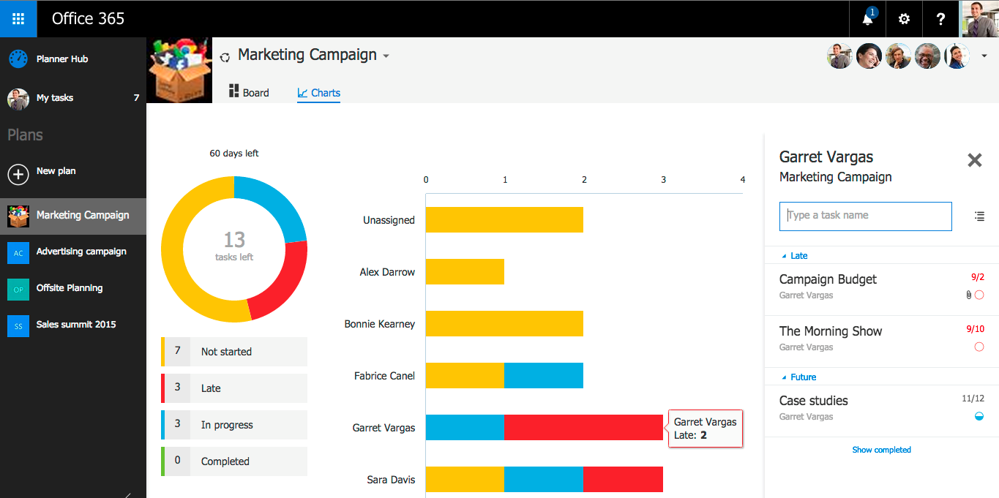 Office 365
1
?
Planner Hub
My tasks 7
Plans
New plan
Marketing Campaign
AC Advertising campaign
OP Offsite Planning
SS Sales summit 2015
Marketing Campaign
Board Charts
60 days left
13
tasks left
7 Not started
3 Late
3 In progress
0 Completed
0 1 2 3 4
Unassigned
Alex Darrow
Bonnie Kearney
Fabrice Canel
Garret Vargas
Sara Davis
Garret Vargas
Late: 2
Garret Vargas
Marketing Campaign
Type a task name
Late
Campaign Budget 9/2
Garret Vargas
The Morning Show 9/10
Garret Vargas
Future
Case studies 11/12
Garret Vargas
Show completed